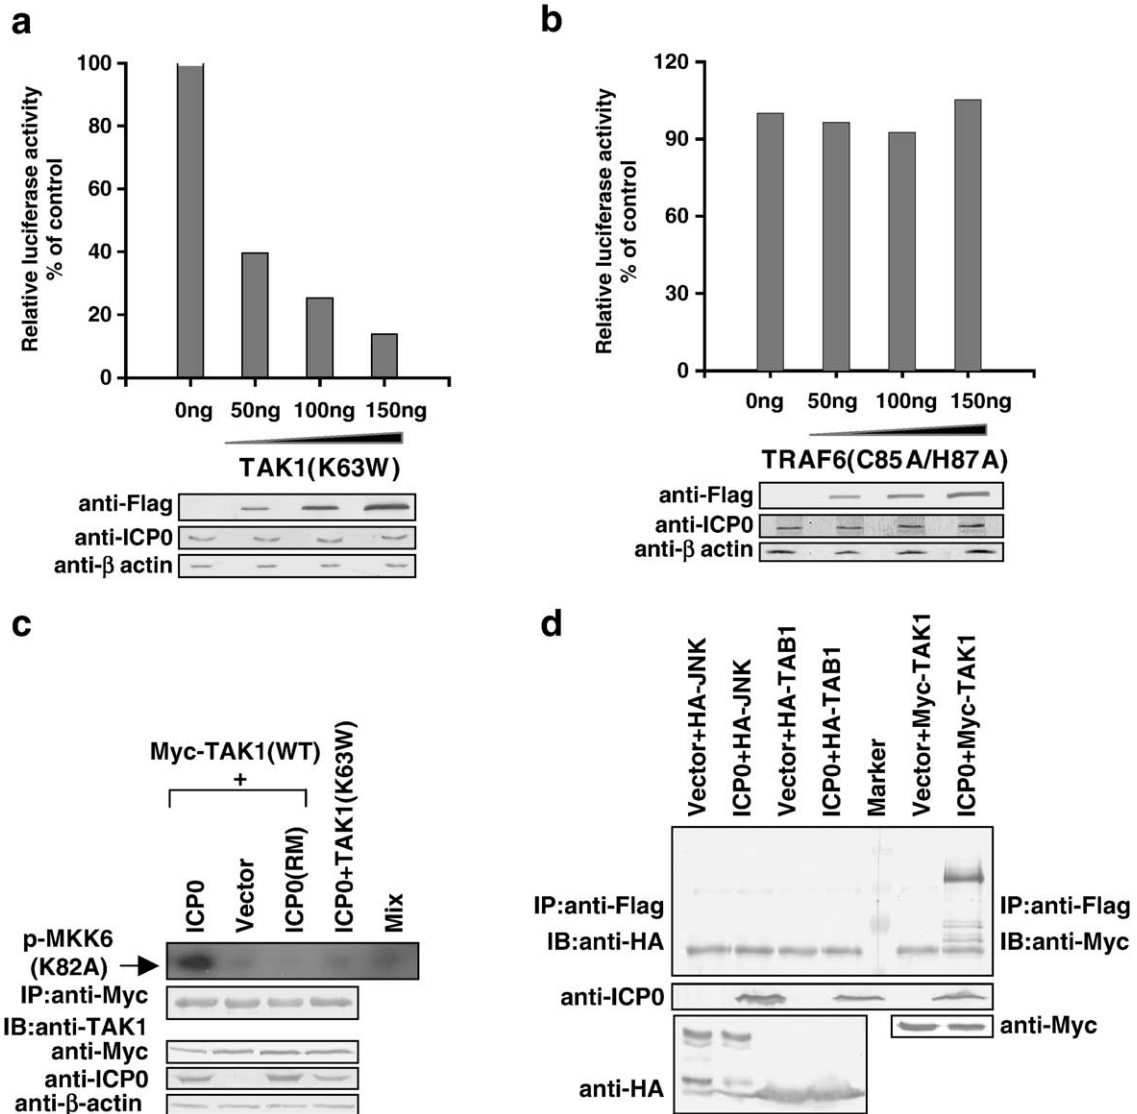 a
Relative luciferase activity
% of control
100
80
60
40
20
0
0ng 50ng 100ng 150ng
TAK1(K63W)
anti-Flag
anti-ICP0
anti-β actin
b
Relative luciferase activity
% of control
120
90
60
30
0
0ng 50ng 100ng 150ng
TRAF6(C85A/H87A)
anti-Flag
anti-ICP0
anti-β actin
c
Myc-TAK1(WT)
+
ICP0
Vector
ICP0(RM)
ICP0+TAK1(K63W)
Mix
p-MKK6
(K82A)
IP:anti-Myc
IB:anti-TAK1
anti-Myc
anti-ICP0
anti-β-actin
d
Vector+HA-JNK
ICP0+HA-JNK
Vector+HA-TAB1
ICP0+HA-TAB1
Marker
Vector+Myc-TAK1
ICP0+Myc-TAK1
IP:anti-Flag
IB:anti-HA
IP:anti-Flag
IB:anti-Myc
anti-ICP0
anti-Myc
anti-HA